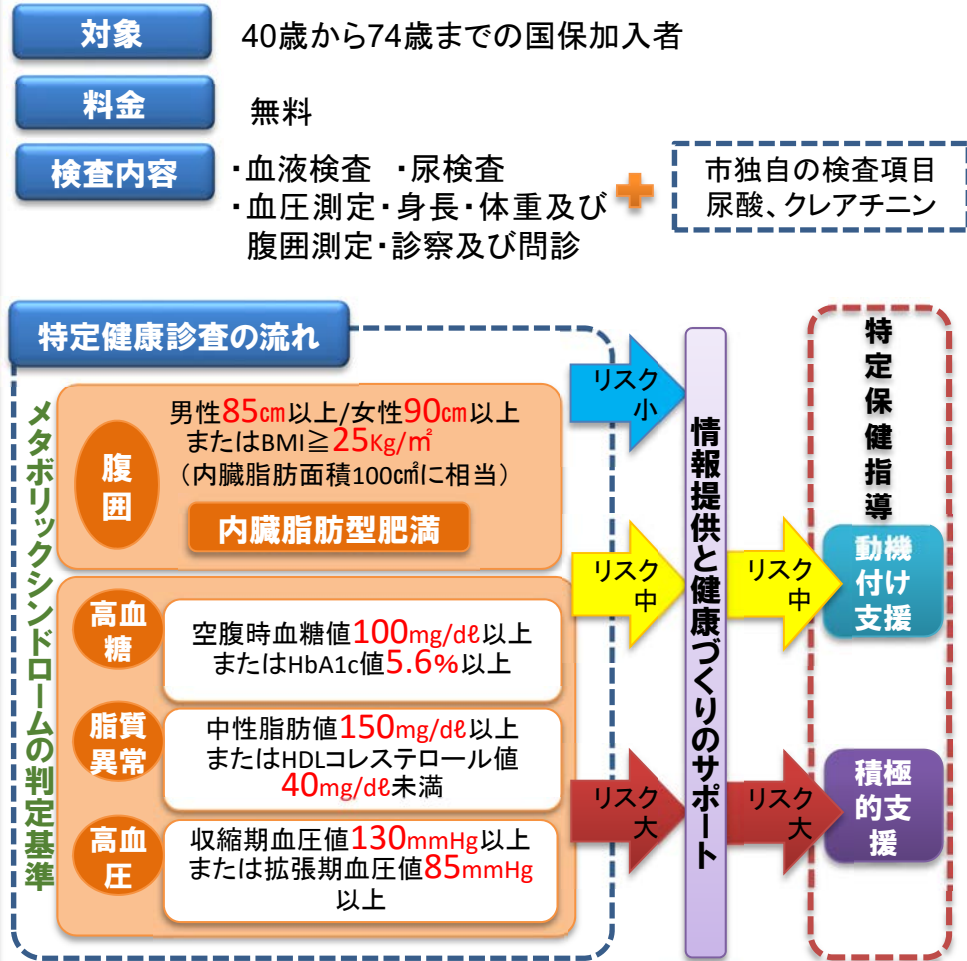 対象
40歳から74歳までの国保加入者
料金
無料
検査内容
・血液検査 ・尿検査
・血圧測定・身長・体重及び
腹囲測定・診察及び問診
市独自の検査項目
尿酸、クレアチニン
特定健康診査の流れ
メタボリックシンドロームの判定基準
腹
囲
男性85㎝以上/女性90㎝以上
またはBMI≧25Kg/㎡
（内臓脂肪面積100㎠に相当）
内臓脂肪型肥満
高血
糖
空腹時血糖値100mg/dℓ以上
またはHbA1c値5.6%以上
脂質
異常
中性脂肪値150mg/dℓ以上
またはHDLコレステロール値
40mg/dℓ未満
高血
圧
収縮期血圧値130mmHg以上
または拡張期血圧値85mmHg
以上
リスク
小
リスク
中
リスク
大
情報提供と健康づくりのサポート
リスク
中
リスク
大
特定保健指導
動機
付け
支援
積極
的支
援